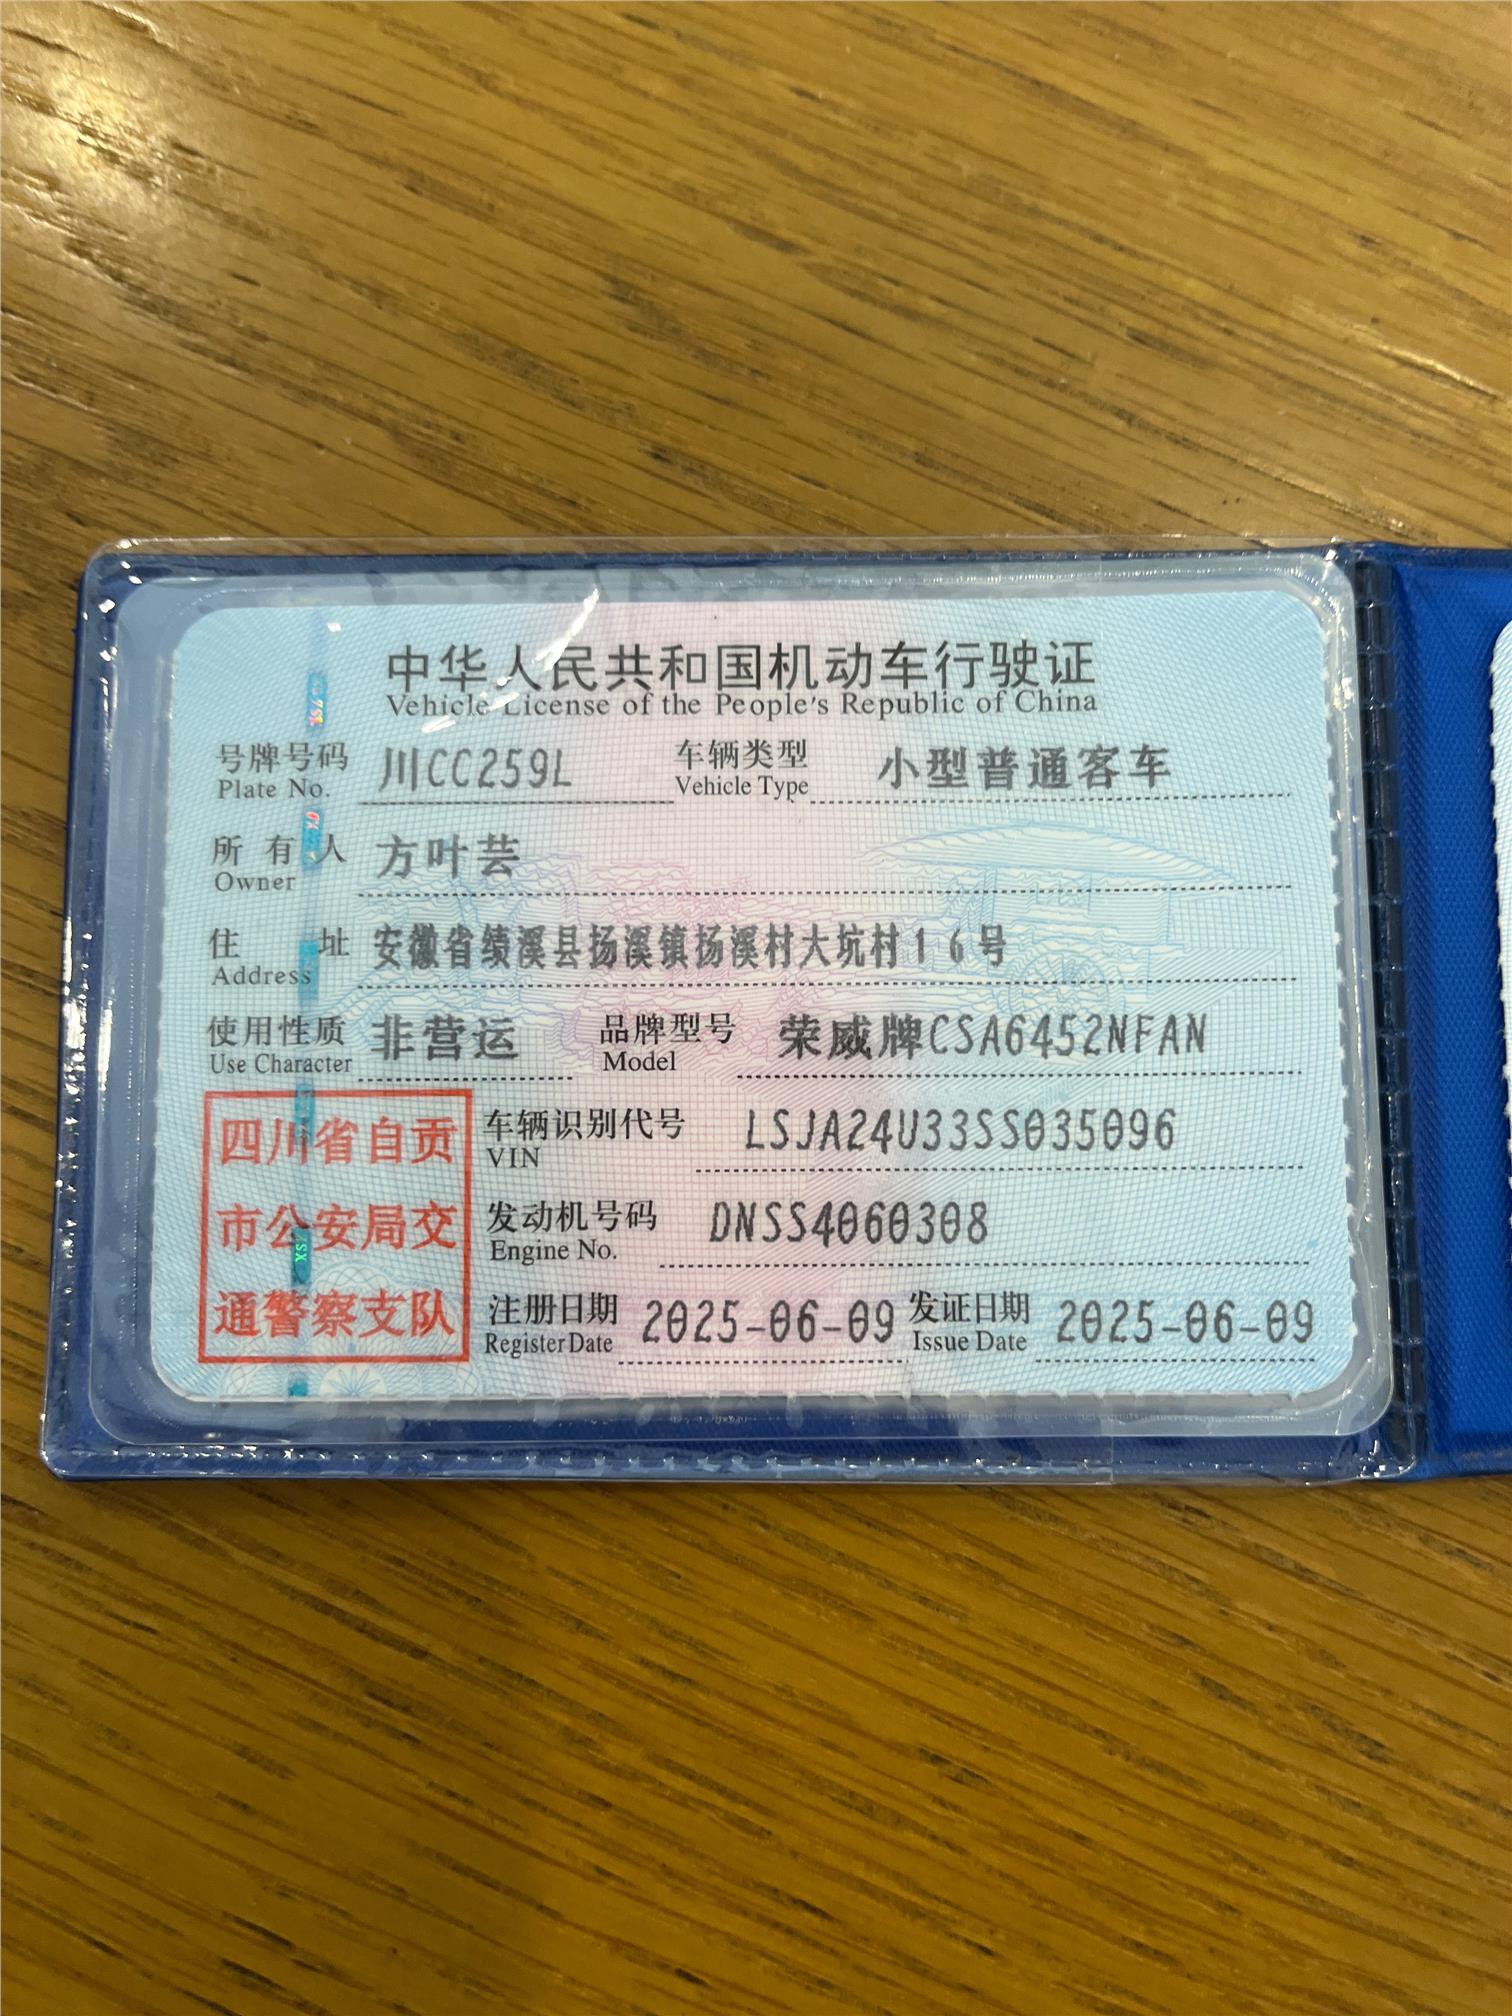 中华人民共和国机动车行驶证
Vehicle License of the People's Republic of China
号牌号码 川CC259L 车辆类型 小型普通客车
Plate No. Vehicle Type
所有人 方叶芸
Owner
住址 安徽省绩溪县扬溪镇扬溪村大坑村16号
Address
使用性质 非营运 品牌型号 荣威牌CSA6452NFAN
Use Character Model
四川省自贡
市公安局交
通警察支队
车辆识别代号 LSJA24U33SS035096
VIN
发动机号码 DNSS4060308
Engine No.
注册日期 2025-06-09 发证日期 2025-06-09
Register Date Issue Date